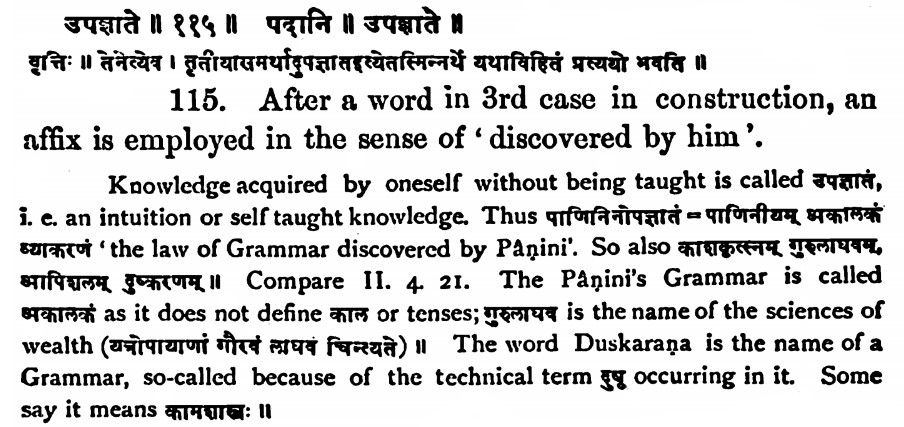 उपज्ञाते ॥ ११५ ॥ पदानि ॥ उपज्ञाते ॥
वृत्तिः ॥ तेनेत्येव । तृतीयासमर्थादुपज्ञातइत्येतस्मिन्नर्थे यथाविहितं प्रत्ययो भवति ॥
115. After a word in 3rd case in construction, an
affix is employed in the sense of ‘ discovered by him ’.
Knowledge acquired by oneself without being taught is called उपज्ञातं,
i. e. an intuition or self taught knowledge. Thus पाणिनिनोपज्ञातं = पाणिनीयम् अकालकं
व्याकरणं ‘ the law of Grammar discovered by Pâṇini’. So also काशकृत्स्नम् गुरुलाघवम्,
आपिशलम् दुष्करणम् ॥ Compare II. 4. 21. The Pâṇini’s Grammar is called
अकालकं as it does not define काल or tenses; गुरुलाघव is the name of the sciences of
wealth (यत्रोपायाणां गौरवं लाघवं चिन्त्यते) ॥ The word Duskaraṇa is the name of a
Grammar, so-called because of the technical term दुष् occurring in it. Some
say it means कामशास्त्रः ॥